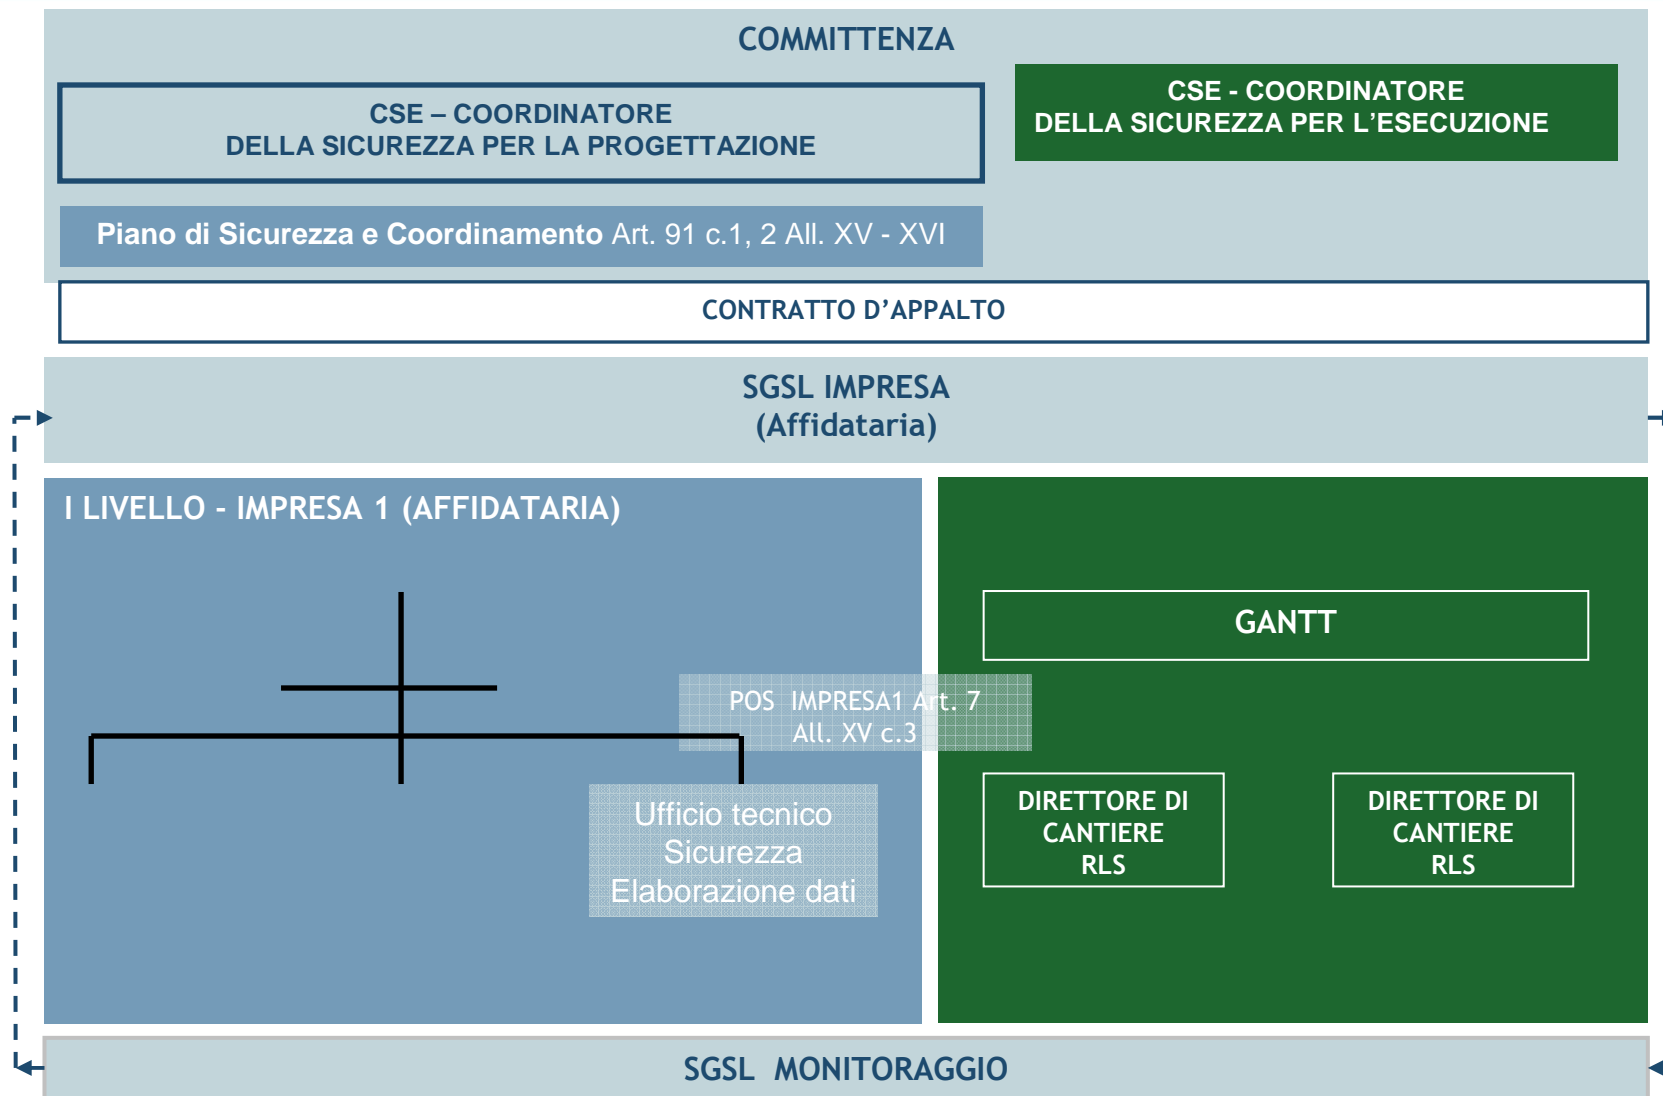 COMMITTENZA
CSE – COORDINATORE
DELLA SICUREZZA PER LA PROGETTAZIONE
CSE - COORDINATORE
DELLA SICUREZZA PER L'ESECUZIONE
Piano di Sicurezza e Coordinamento Art. 91 c.1, 2 All. XV - XVI
CONTRATTO D’APPALTO
SGSL IMPRESA
(Affidataria)
I LIVELLO - IMPRESA 1 (AFFIDATARIA)
GANTT
POS IMPRESA1 Art. 7
All. XV c.3
Ufficio tecnico
Sicurezza
Elaborazione dati
DIRETTORE DI
CANTIERE
RLS
DIRETTORE DI
CANTIERE
RLS
SGSL MONITORAGGIO